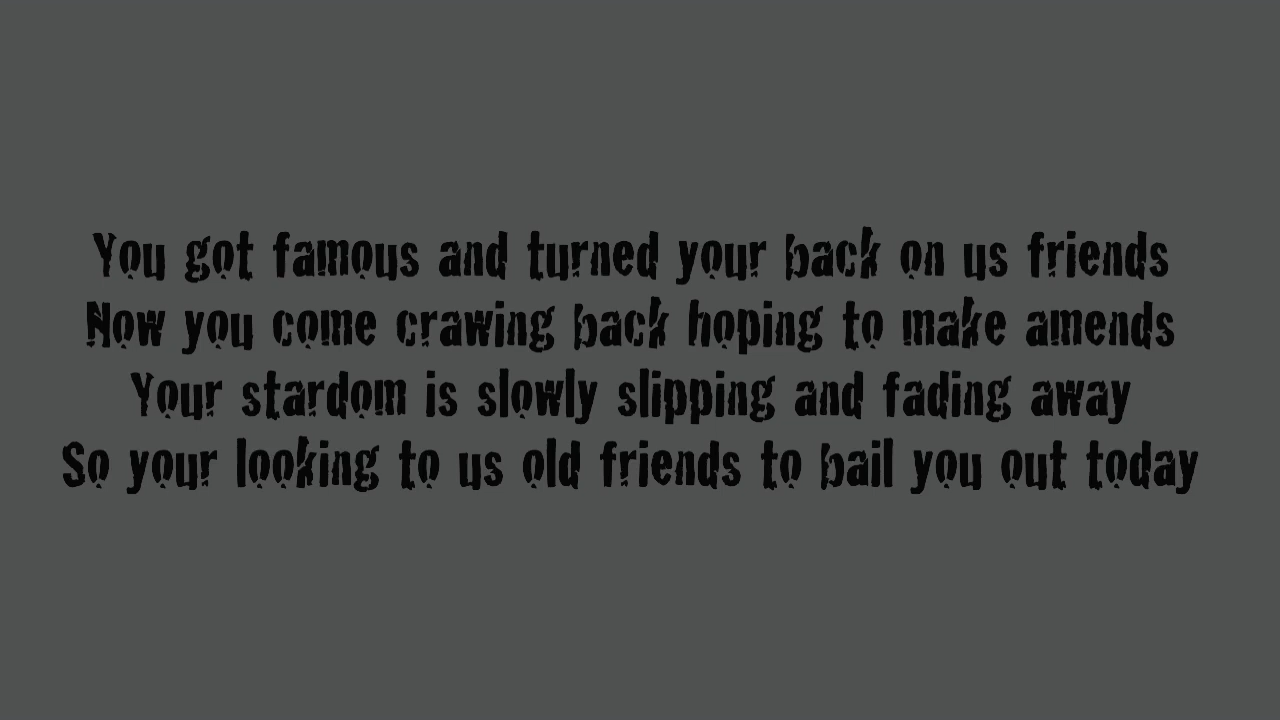 You got famous and turned your back on us friends
Now you come crawing back hoping to make amends
Your stardom is slowly slipping and fading away
So your looking to us old friends to bail you out today